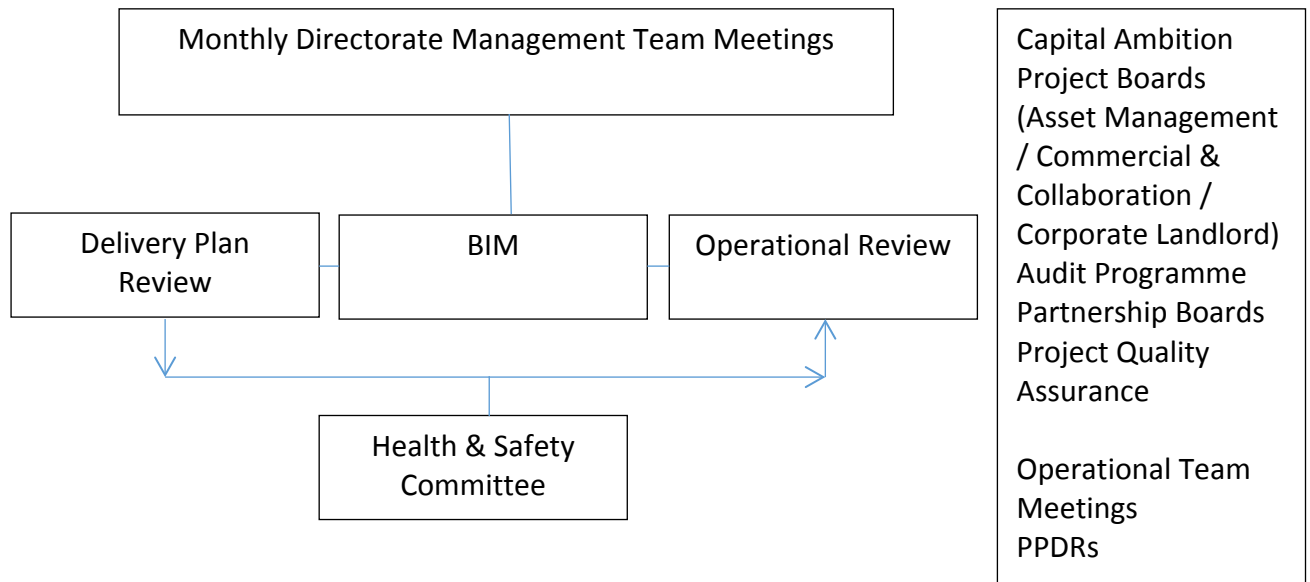 Monthly Directorate Management Team Meetings
Delivery Plan
Review
BIM
Operational Review
Health & Safety
Committee
Capital Ambition
Project Boards
(Asset Management
/ Commercial &
Collaboration /
Corporate Landlord)
Audit Programme
Partnership Boards
Project Quality
Assurance
Operational Team
Meetings
PPDRs